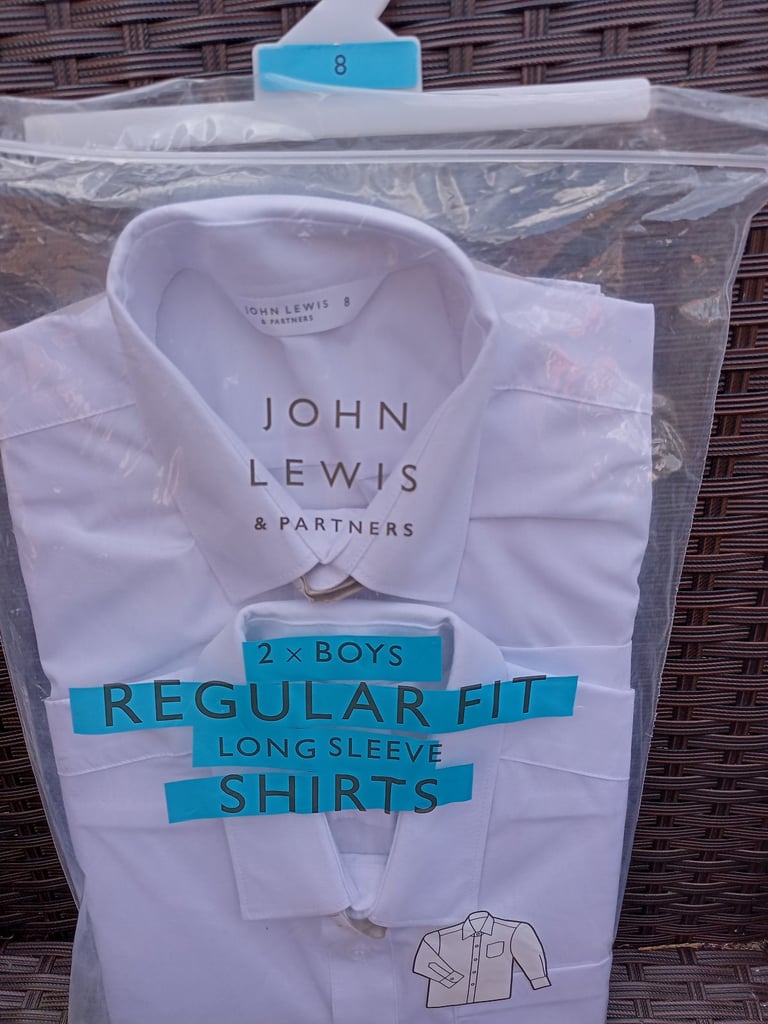 8
JOHN LEWIS 8
& PARTNERS
JOHN
LEWIS
& PARTNERS
2 x BOYS
REGULAR FIT
LONG SLEEVE
SHIRTS